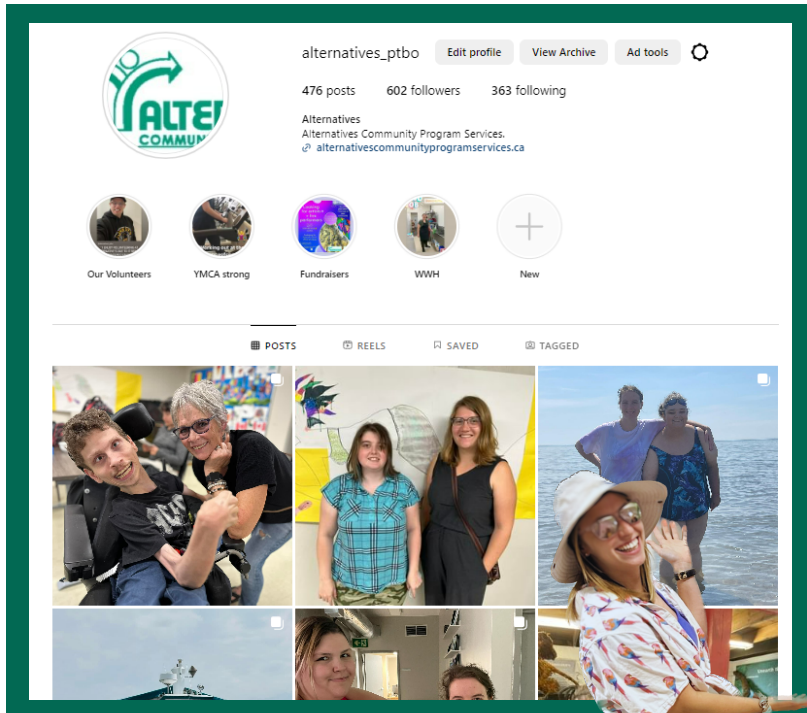 ALTER
COMMUN
alternatives_ptbo Edit profile View Archive Ad tools
476 posts 602 followers 363 following
Alternatives
Alternatives Community Program Services.
alternativescommunityprogramservices.ca
Our Volunteers YMCA strong Fundraisers WWH New
POSTS REELS SAVED TAGGED